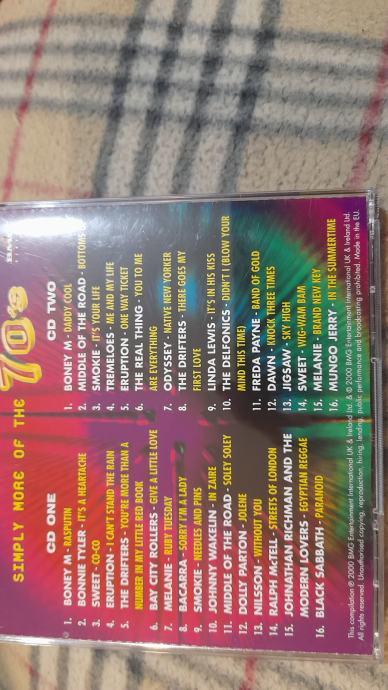 SIMPLY MORE OF THE 70's
BMG
CD ONE
1. BONEY M - RASPUTIN
2. BONNIE TYLER - IT'S A HEARTACHE
3. SWEET - CO-CO
4. ERUPTION - I CAN'T STAND THE RAIN
5. THE DRIFTERS - YOU'RE MORE THAN A
NUMBER IN MY LITTLE RED BOOK
6. BAY CITY ROLLERS - GIVE A LITTLE LOVE
7. MELANIE - RUBY TUESDAY
8. BACCARA - SORRY I'M A LADY
9. SMOKIE - NEEDLES AND PINS
10. JOHNNY WAKELIN - IN ZAIRE
11. MIDDLE OF THE ROAD - SOLEY SOLEY
12. DOLLY PARTON - JOLENE
13. NILSSON - WITHOUT YOU
14. RALPH McTELL - STREETS OF LONDON
15. JOHNATHAN RICHMAN AND THE
MODERN LOVERS - EGYPTIAN REGGAE
16. BLACK SABBATH - PARANOID
CD TWO
1. BONEY M - DADDY COOL
2. MIDDLE OF THE ROAD - BOTTOMS
3. SMOKIE - IT'S YOUR LIFE
4. TREMELOES - ME AND MY LIFE
5. ERUPTION - ONE WAY TICKET
6. THE REAL THING - YOU TO ME
ARE EVERYTHING
7. ODYSSEY - NATIVE NEW YORKER
8. THE DRIFTERS - THERE GOES MY
FIRST LOVE
9. LINDA LEWIS - IT'S IN HIS KISS
10. THE DELFONICS - DIDN'T I (BLOW YOUR
MIND THIS TIME)
11. FREDA PAYNE - BAND OF GOLD
12. DAWN - KNOCK THREE TIMES
13. JIGSAW - SKY HIGH
14. SWEET - WIG-WAM BAM
15. MELANIE - BRAND NEW KEY
16. MUNGO JERRY - IN THE SUMMERTIME
This compilation ℗ 2000 BMG Entertainment International UK & Ireland Ltd. & © 2000 BMG Entertainment International UK & Ireland Ltd.
All rights reserved. Unauthorised copying, reproduction, hiring, lending, public performance and broadcasting prohibited. Made in the EU.